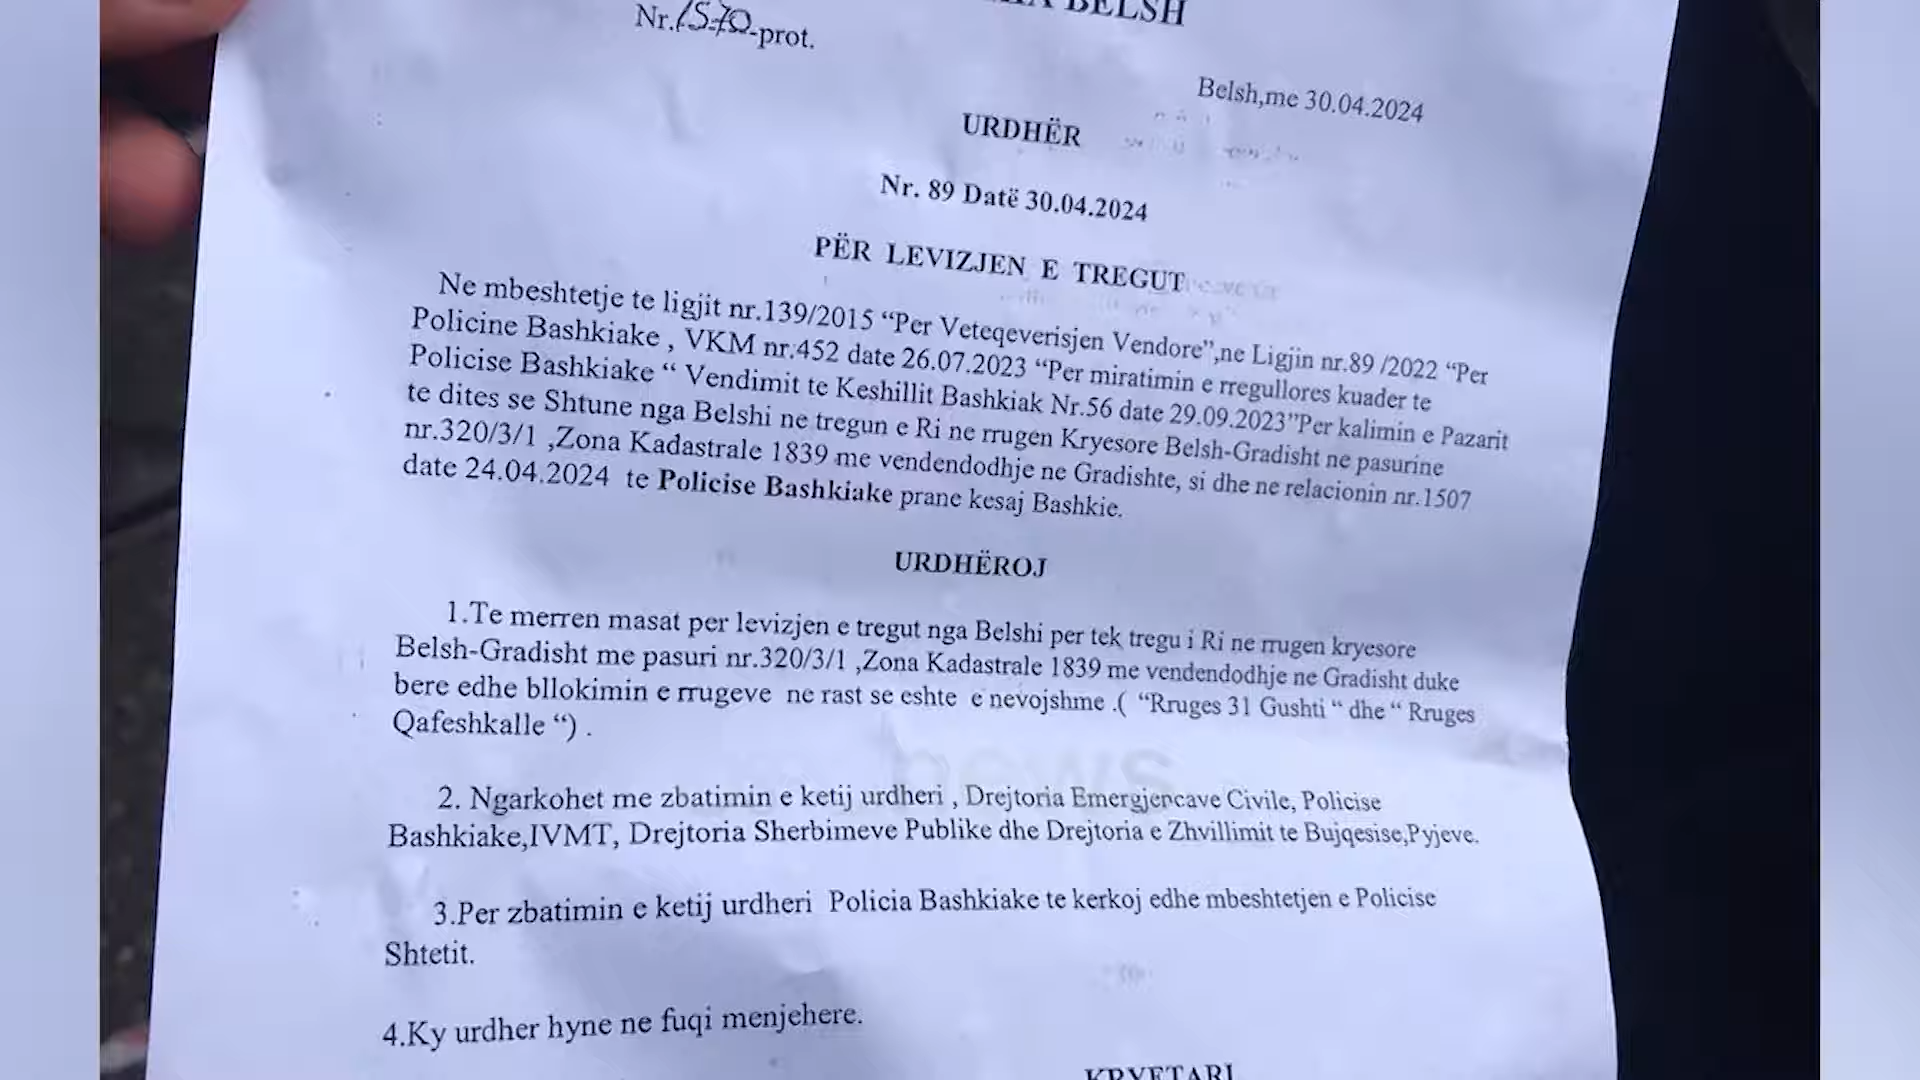 BELSH
Nr.1570-prot.
Belsh,me 30.04.2024
URDHËR
Nr. 89 Datë 30.04.2024
PËR LEVIZJEN E TREGUT
Ne mbeshtetje te ligjit nr.139/2015 “Per Veteqeverisjen Vendore”,ne Ligjin nr.89 /2022 “Per
Policine Bashkiake , VKM nr.452 date 26.07.2023 “Per miratimin e rregullores kuader te
Policise Bashkiake “ Vendimit te Keshillit Bashkiak Nr.56 date 29.09.2023”Per kalimin e Pazarit
te dites se Shtune nga Belshi ne tregun e Ri ne rrugen Kryesore Belsh-Gradisht ne pasurine
nr.320/3/1 ,Zona Kadastrale 1839 me vendendodhje ne Gradishte, si dhe ne relacionin nr.1507
date 24.04.2024 te Policise Bashkiake prane kesaj Bashkie.
URDHËROJ
1.Te merren masat per levizjen e tregut nga Belshi per tek tregu i Ri ne rrugen kryesore
Belsh-Gradisht me pasuri nr.320/3/1 ,Zona Kadastrale 1839 me vendendodhje ne Gradisht duke
bere edhe bllokimin e rrugeve ne rast se eshte e nevojshme .( “Rruges 31 Gushti “ dhe “ Rruges
Qafeshkalle “) .
news
2. Ngarkohet me zbatimin e ketij urdheri , Drejtoria Emergjencave Civile, Policise
Bashkiake,IVMT, Drejtoria Sherbimeve Publike dhe Drejtoria e Zhvillimit te Bujqesise,Pyjeve.
3.Per zbatimin e ketij urdheri Policia Bashkiake te kerkoj edhe mbeshtetjen e Policise
Shtetit.
4.Ky urdher hyne ne fuqi menjehere.
KRYETARI